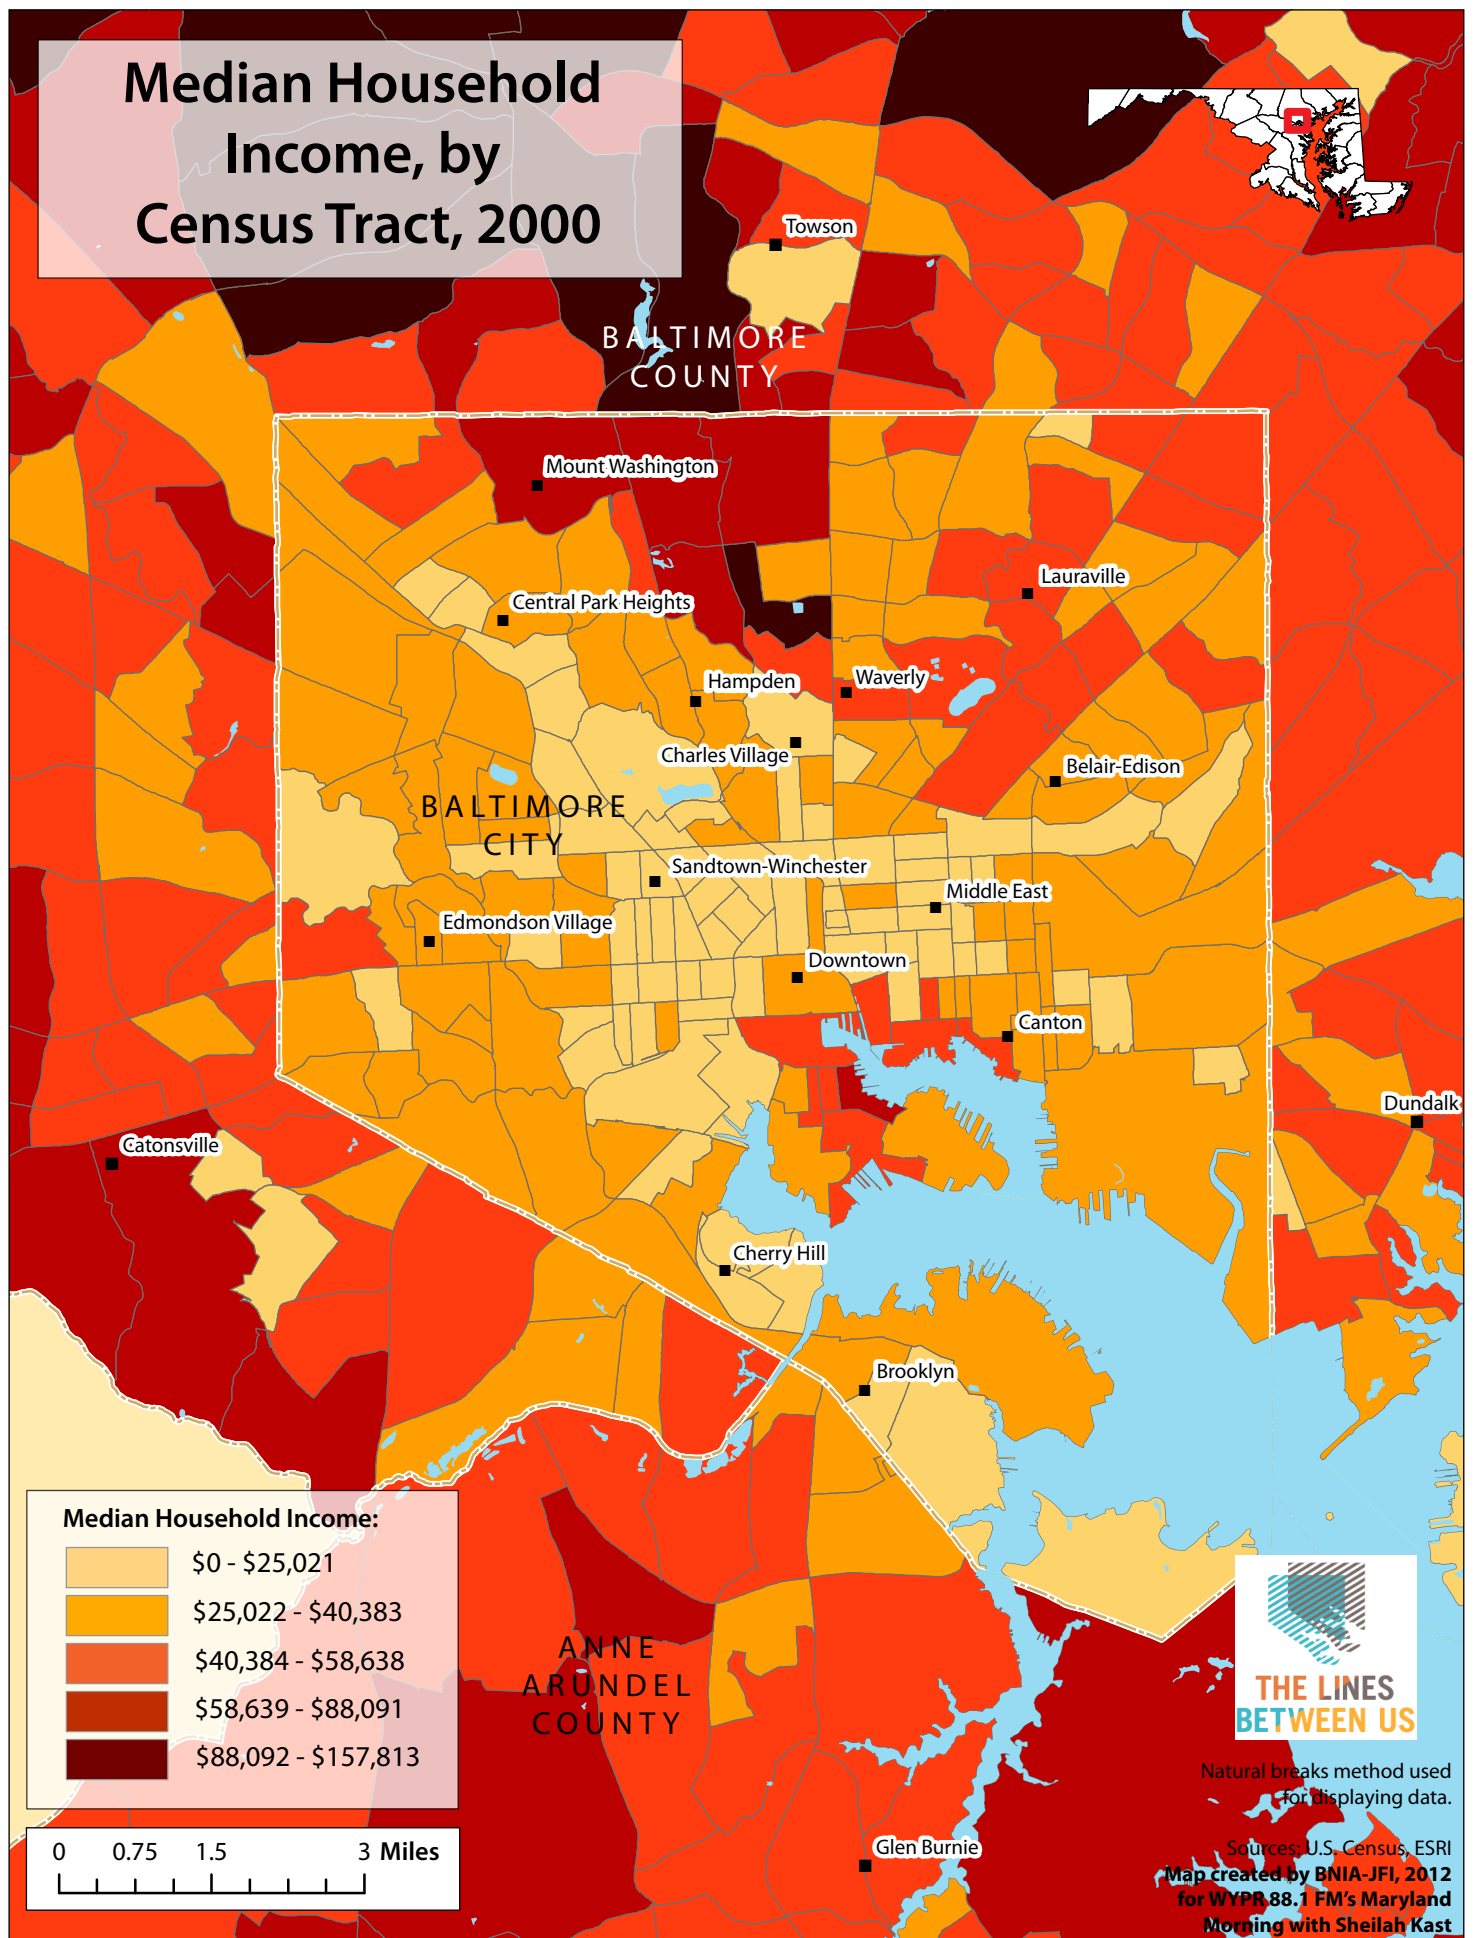 Median Household
Income, by
Census Tract, 2000
Towson
BALTIMORE
COUNTY
Mount Washington
Lauraville
Central Park Heights
Hampden
Waverly
Charles Village
Belair-Edison
BALTIMORE
CITY
Sandtown-Winchester
Middle East
Edmondson Village
Downtown
Canton
Dundalk
Catonsville
Cherry Hill
Brooklyn
Median Household Income:
$0 - $25,021
$25,022 - $40,383
$40,384 - $58,638
$58,639 - $88,091
$88,092 - $157,813
ANNE
ARUNDEL
COUNTY
THE LINES
BETWEEN US
Natural breaks method used
for displaying data.
0 0.75 1.5 3 Miles
Glen Burnie
Sources: U.S. Census, ESRI
Map created by BNIA-JFI, 2012
for WYPR 88.1 FM's Maryland
Morning with Sheilah Kast